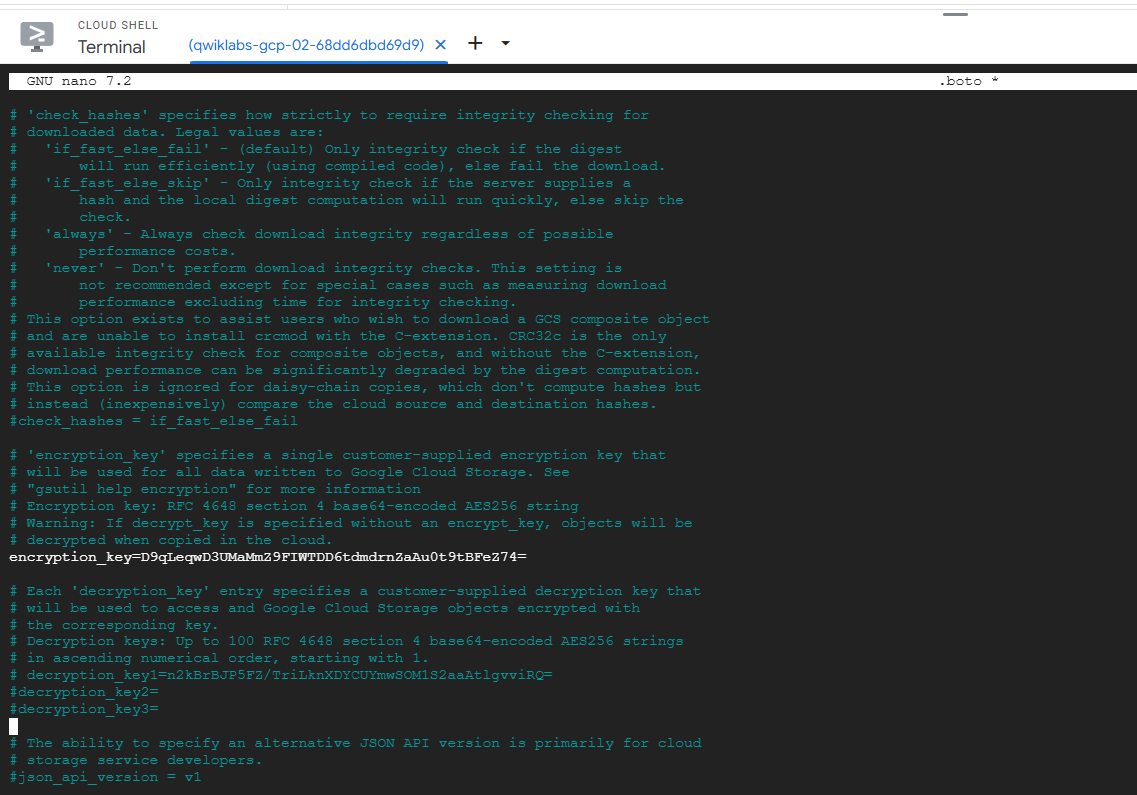 CLOUD SHELL
Terminal
(qwiklabs-gcp-02-68dd6dbd69d9)
GNU nano 7.2 .boto *
# 'check_hashes' specifies how strictly to require integrity checking for
# downloaded data. Legal values are:
#   'if_fast_else_fail' - (default) Only integrity check if the digest
#       will run efficiently (using compiled code), else fail the download.
#   'if_fast_else_skip' - Only integrity check if the server supplies a
#       hash and the local digest computation will run quickly, else skip the
#       check.
#   'always' - Always check download integrity regardless of possible
#       performance costs.
#   'never' - Don't perform download integrity checks. This setting is
#       not recommended except for special cases such as measuring download
#       performance excluding time for integrity checking.
# This option exists to assist users who wish to download a GCS composite object
# and are unable to install crcmod with the C-extension. CRC32c is the only
# available integrity check for composite objects, and without the C-extension,
# download performance can be significantly degraded by the digest computation.
# This option is ignored for daisy-chain copies, which don't compute hashes but
# instead (inexpensively) compare the cloud source and destination hashes.
#check_hashes = if_fast_else_fail
# 'encryption_key' specifies a single customer-supplied encryption key that
# will be used for all data written to Google Cloud Storage. See
# "gsutil help encryption" for more information
# Encryption key: RFC 4648 section 4 base64-encoded AES256 string
# Warning: If decrypt_key is specified without an encrypt_key, objects will be
# decrypted when copied in the cloud.
encryption_key=D9qLeqwD3UMaMmZ9FIWTDD6tdmdrnZaAu0t9tBFeZ74=
# Each 'decryption_key' entry specifies a customer-supplied decryption key that
# will be used to access and Google Cloud Storage objects encrypted with
# the corresponding key.
# Decryption keys: Up to 100 RFC 4648 section 4 base64-encoded AES256 strings
# in ascending numerical order, starting with 1.
# decryption_key1=n2kBrBJP5FZ/TriLknXDYCUYmwSOM1S2aaAtlgvviRQ=
#decryption_key2=
#decryption_key3=
# The ability to specify an alternative JSON API version is primarily for cloud
# storage service developers.
#json_api_version = v1